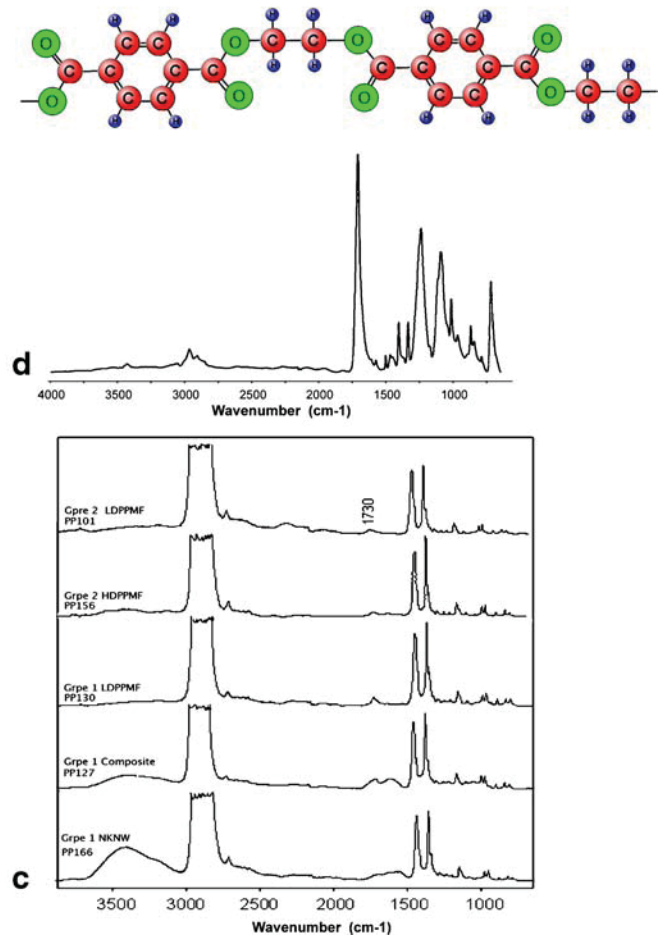 H H H H H H
O C C O C C O C C O
H H H H
C C C C C C C C
O C C O O C C O C C
H H H H H H
d
4000 3500 3000 2500 2000 1500 1000
Wavenumber (cm-1)
1730
Gpre 2 LDPPMF
PP101
Grpe 2 HDPPMF
PP156
Grpe 1 LDPPMF
PP130
Grpe 1 Composite
PP127
Grpe 1 NKNW
PP166
c
3500 3000 2500 2000 1500 1000
Wavenumber (cm-1)